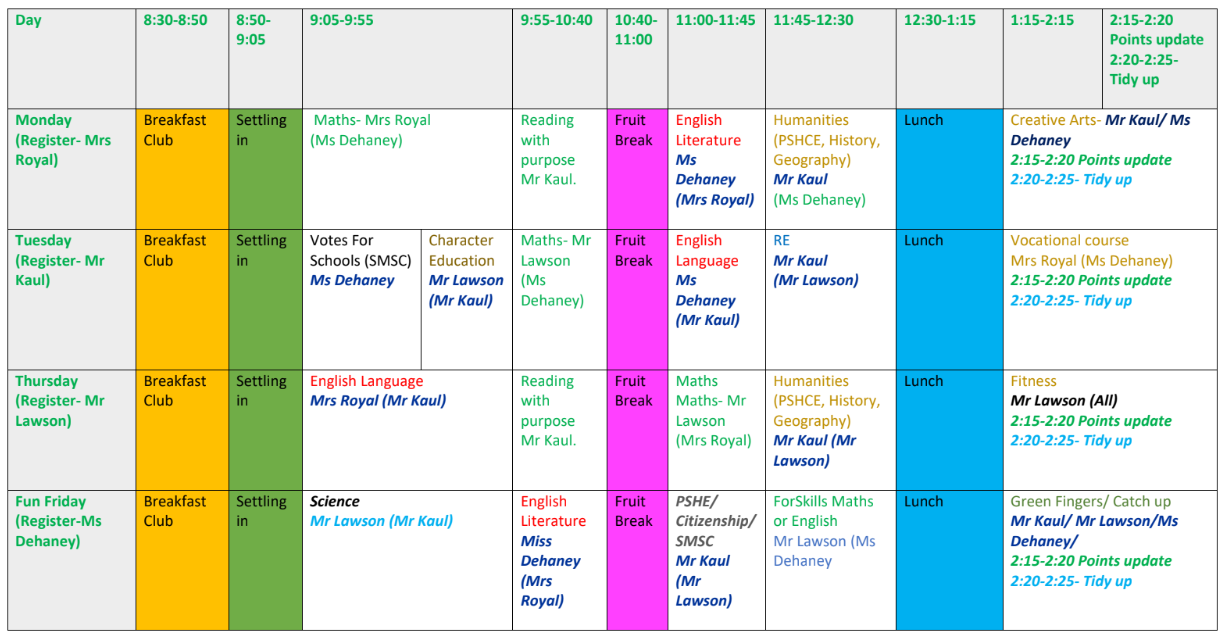 Day
8:30-8:50
8:50-
9:05
9:05-9:55
9:55-10:40
10:40-
11:00
11:00-11:45
11:45-12:30
12:30-1:15
1:15-2:15
2:15-2:20
Points update
2:20-2:25-
Tidy up
Monday
(Register- Mrs
Royal)
Breakfast
Club
Settling
in
Maths- Mrs Royal
(Ms Dehaney)
Reading
with
purpose
Mr Kaul.
Fruit
Break
English
Literature
Ms
Dehaney
(Mrs Royal)
Humanities
(PSHCE, History,
Geography)
Mr Kaul
(Ms Dehaney)
Lunch
Creative Arts- Mr Kaul/ Ms
Dehaney
2:15-2:20 Points update
2:20-2:25- Tidy up
Tuesday
(Register- Mr
Kaul)
Breakfast
Club
Settling
in
Votes For
Schools (SMSC)
Ms Dehaney
Character
Education
Mr Lawson
(Mr Kaul)
Maths- Mr
Lawson
(Ms
Dehaney)
Fruit
Break
English
Language
Ms
Dehaney
(Mr Kaul)
RE
Mr Kaul
(Mr Lawson)
Lunch
Vocational course
Mrs Royal (Ms Dehaney)
2:15-2:20 Points update
2:20-2:25- Tidy up
Thursday
(Register- Mr
Lawson)
Breakfast
Club
Settling
in
English Language
Mrs Royal (Mr Kaul)
Reading
with
purpose
Mr Kaul.
Fruit
Break
Maths
Maths- Mr
Lawson
(Mrs Royal)
Humanities
(PSHCE, History,
Geography)
Mr Kaul (Mr
Lawson)
Lunch
Fitness
Mr Lawson (All)
2:15-2:20 Points update
2:20-2:25- Tidy up
Fun Friday
(Register-Ms
Dehaney)
Breakfast
Club
Settling
in
Science
Mr Lawson (Mr Kaul)
English
Literature
Miss
Dehaney
(Mrs
Royal)
Fruit
Break
PSHE/
Citizenship/
SMSC
Mr Kaul
(Mr
Lawson)
ForSkills Maths
or English
Mr Lawson (Ms
Dehaney
Lunch
Green Fingers/ Catch up
Mr Kaul/ Mr Lawson/Ms
Dehaney/
2:15-2:20 Points update
2:20-2:25- Tidy up